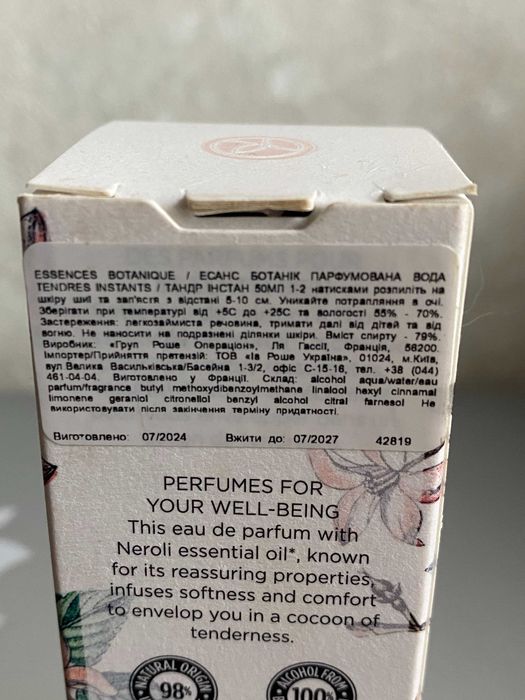 ESSENCES BOTANIQUE / ЕСАНС БОТАНІК ПАРФУМОВАНА ВОДА
TENDRES INSTANTS / ТАНДР ІНСТАН 50МЛ 1-2 натисками розпиліть на
шкіру шиї та зап'ястя з відстані 5-10 см. Уникайте потрапляння в очі.
Зберігати при температурі від +5С до +25С та вологості 55% - 70%.
Застереження: легкозаймиста речовина, тримати далі від дітей та від
вогню. Не наносити на подразнені ділянки шкіри. Вміст спирту - 79%.
Виробник: «Груп Роше Операціон», Ля Гассії, Франція, 56200.
Імпортер/Прийняття претензій: ТОВ «Ів Роше Україна», 01024, м.Київ,
вул.Велика Васильківська/Басейна 1-3/2, офіс С-15-16, тел. +38 (044)
461-04-04. Виготовлено у Франції. Склад: alcohol aqua/water/eau
parfum/fragrance butyl methoxydibenzoylmethane linalool hexyl cinnamal
limonene geraniol citronellol benzyl alcohol citral farnesol Не
використовувати після закінчення терміну придатності.
Виготовлено: 07/2024 Вжити до: 07/2027 42819
PERFUMES FOR
YOUR WELL-BEING
This eau de parfum with
Neroli essential oil*, known
for its reassuring properties,
infuses softness and comfort
to envelop you in a cocoon of
tenderness.
NATURAL ORIGIN
98%
ALCOHOL FROM
100%